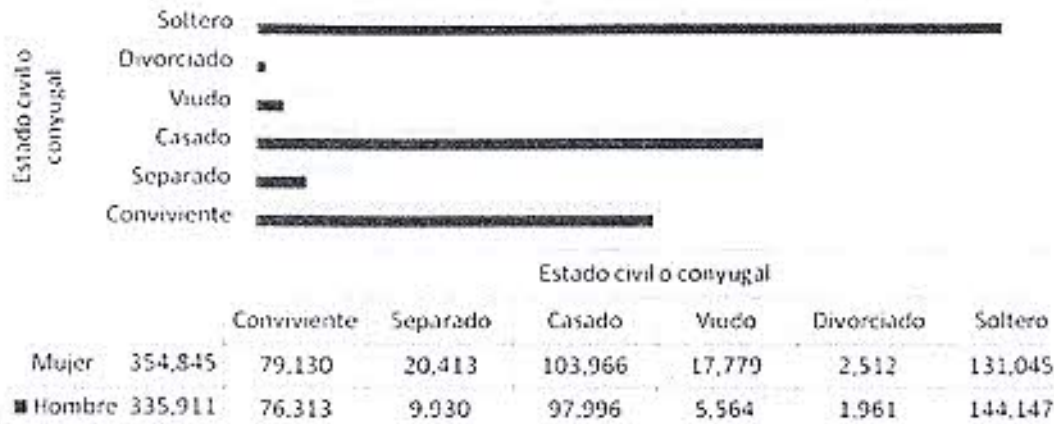 Soltero
Divorciado
Viudo
Casado
Separado
Conviviente
Estado civil o
conyugal
Estado civil o conyugal
Conviviente Separado Casado Viudo Divorciado Soltero
Mujer 354,845 79,130 20,413 103,966 17,779 2,512 131,045
Hombre 335,911 76,313 9,930 97,996 5,564 1,961 144,147